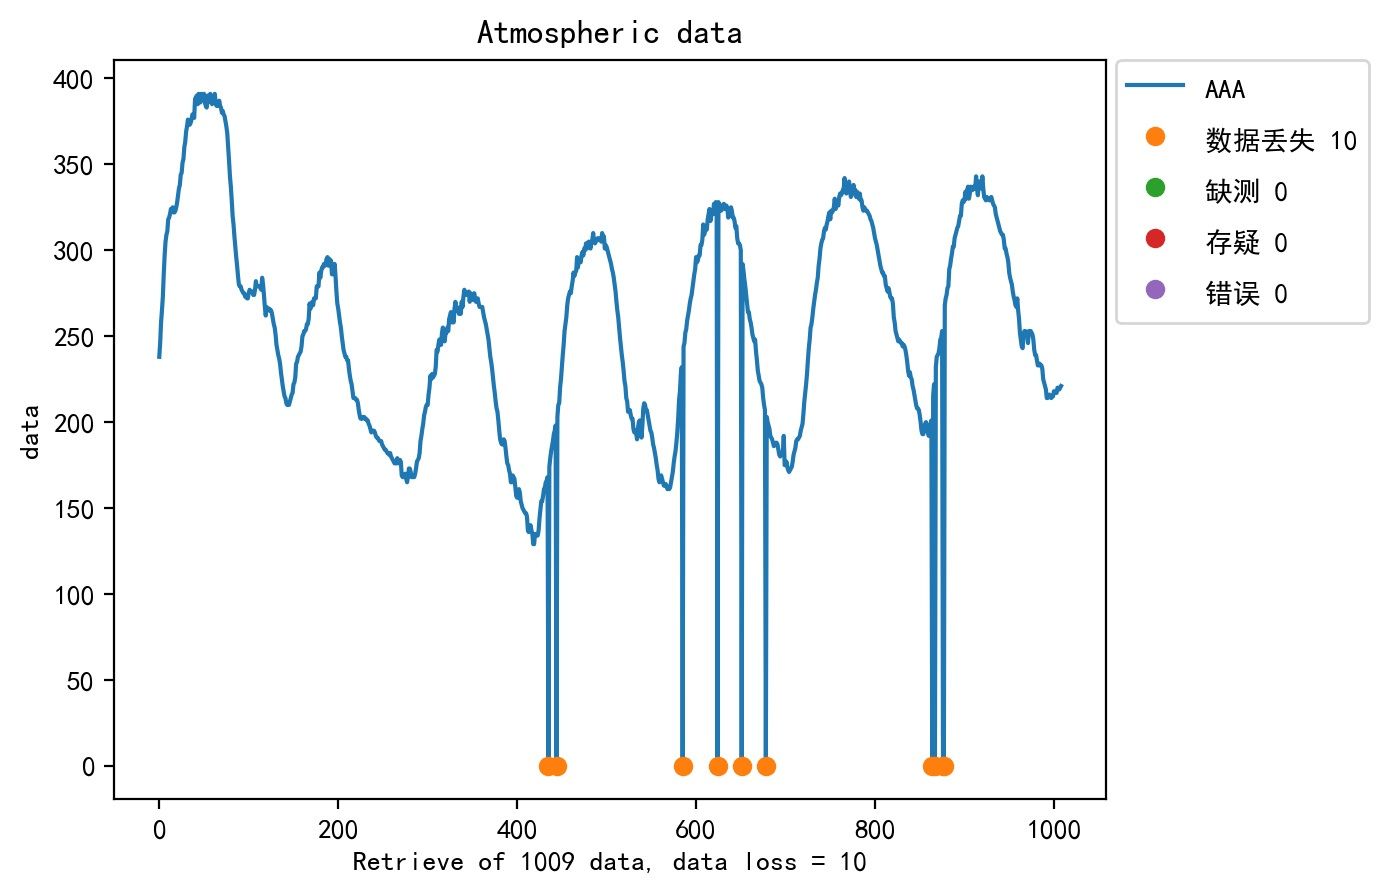 Atmospheric data
400
350
300
250
200
150
100
50
0
data
0 200 400 600 800 1000
Retrieve of 1009 data, data loss = 10
AAA
数据丢失 10
缺测 0
存疑 0
错误 0